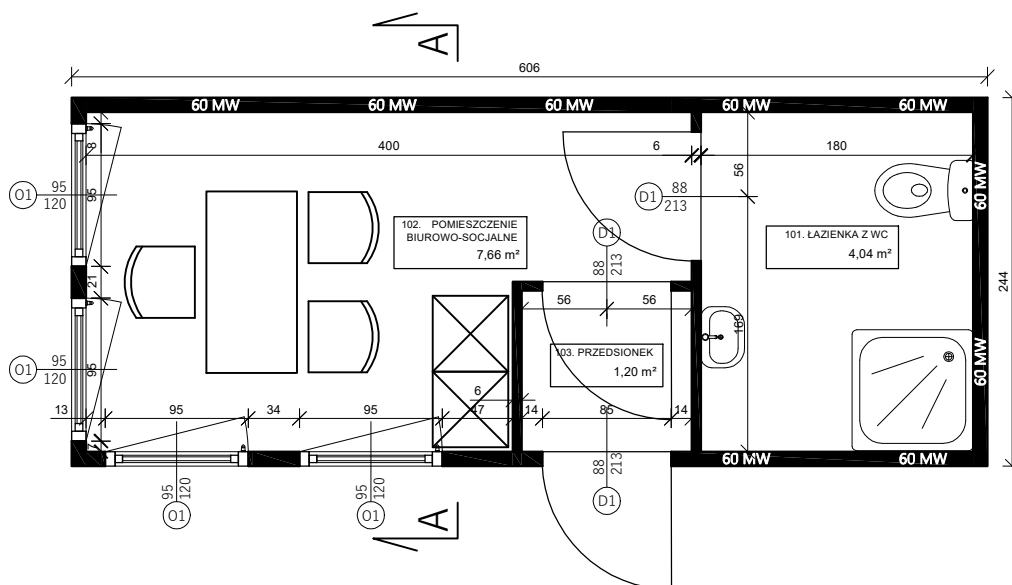 A
606
60 MW
60 MW
60 MW
60 MW
60 MW
8
400
6
180
56
O1
95
120
95
D1
88
213
60 MW
102. POMIESZCZENIE
BIUROWO-SOCJALNE
7,66 m²
D1
88
213
101. ŁAZIENKA Z WC
4,04 m²
244
21
56
56
169
103. PRZEDSIONEK
1,20 m²
60 MW
O1
95
120
95
6
13
95
34
95
47
14
85
14
60 MW
60 MW
95
120
O1
95
120
O1
88
213
D1
A